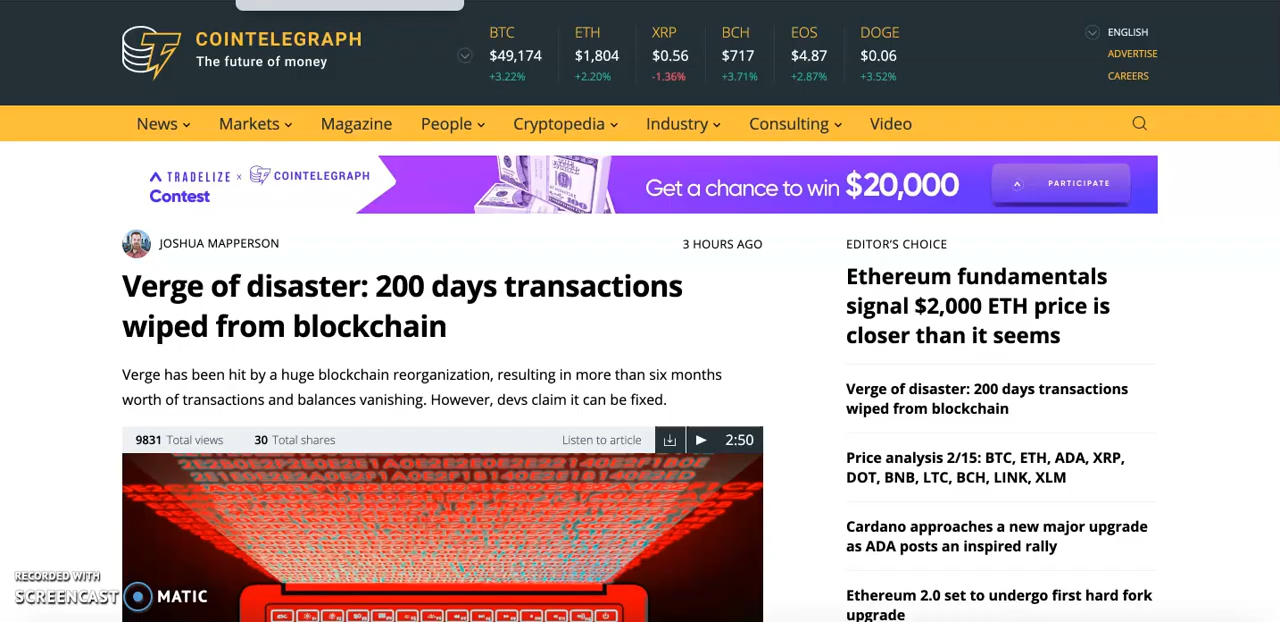 COINTELEGRAPH
The future of money
BTC
$49,174
+3.22%
ETH
$1,804
+2.20%
XRP
$0.56
-1.36%
BCH
$717
+3.71%
EOS
$4.87
+2.87%
DOGE
$0.06
+3.52%
ENGLISH
ADVERTISE
CAREERS
News
Markets
Magazine
People
Cryptopedia
Industry
Consulting
Video
TRADELIZE × COINTELEGRAPH
Contest
Get a chance to win $20,000
PARTICIPATE
JOSHUA MAPPERSON
3 HOURS AGO
Verge of disaster: 200 days transactions
wiped from blockchain
Verge has been hit by a huge blockchain reorganization, resulting in more than six months
worth of transactions and balances vanishing. However, devs claim it can be fixed.
9831 Total views
30 Total shares
Listen to article
2:50
EDITOR'S CHOICE
Ethereum fundamentals
signal $2,000 ETH price is
closer than it seems
Verge of disaster: 200 days transactions
wiped from blockchain
Price analysis 2/15: BTC, ETH, ADA, XRP,
DOT, BNB, LTC, BCH, LINK, XLM
Cardano approaches a new major upgrade
as ADA posts an inspired rally
Ethereum 2.0 set to undergo first hard fork
upgrade
RECORDED WITH
SCREENCAST MATIC